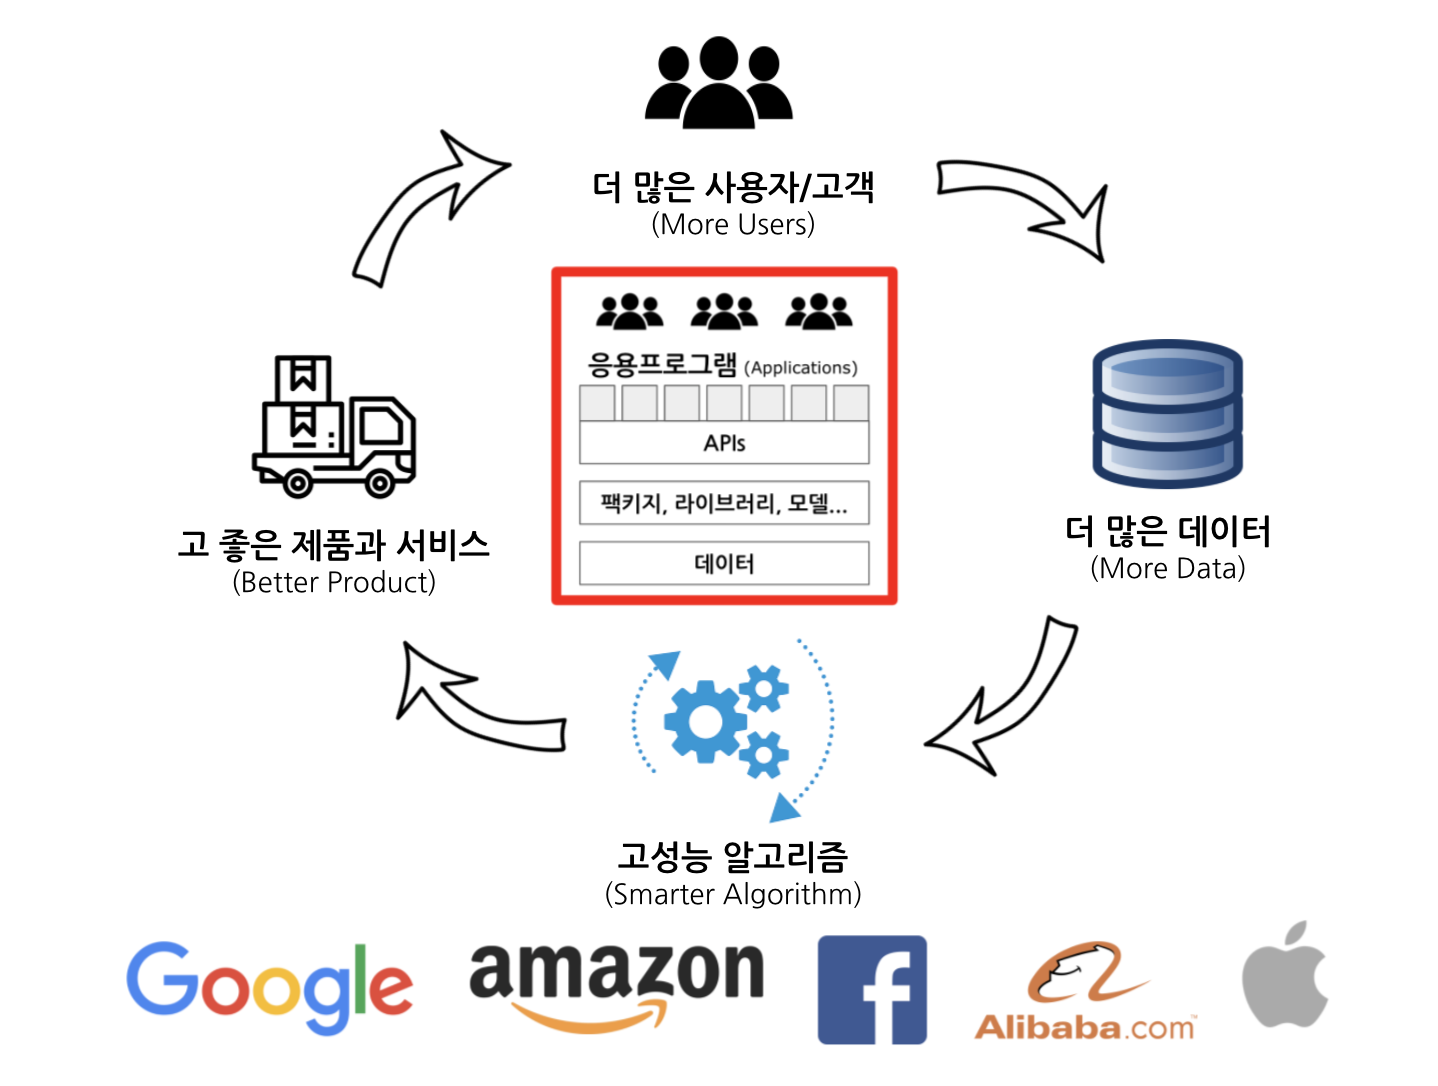 더 많은 사용자/고객
(More Users)
응용프로그램 (Applications)
APIs
팩키지, 라이브러리, 모델...
데이터
고 좋은 제품과 서비스
(Better Product)
더 많은 데이터
(More Data)
고성능 알고리즘
(Smarter Algorithm)
Google
amazon
f
Alibaba.com™